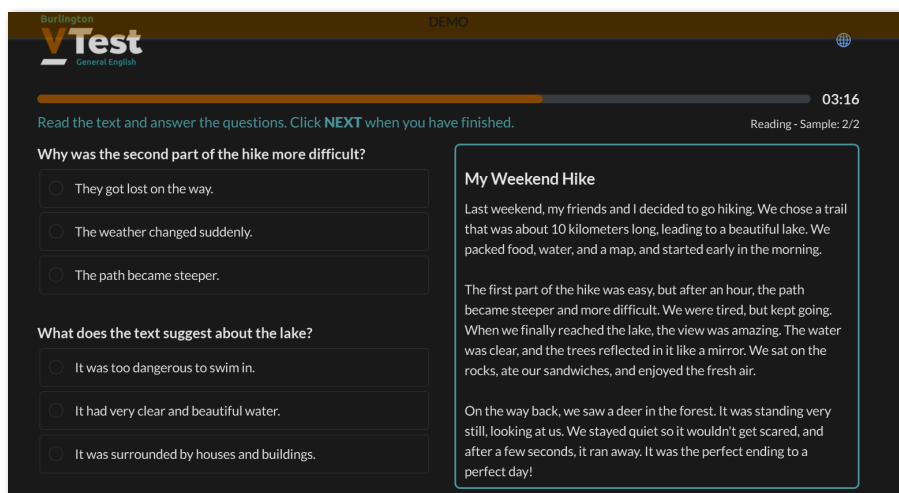 Burlington
DEMO
VTest
General English
03:16
Read the text and answer the questions. Click NEXT when you have finished.
Reading - Sample: 2/2
Why was the second part of the hike more difficult?
They got lost on the way.
The weather changed suddenly.
The path became steeper.
What does the text suggest about the lake?
It was too dangerous to swim in.
It had very clear and beautiful water.
It was surrounded by houses and buildings.
My Weekend Hike
Last weekend, my friends and I decided to go hiking. We chose a trail
that was about 10 kilometers long, leading to a beautiful lake. We
packed food, water, and a map, and started early in the morning.
The first part of the hike was easy, but after an hour, the path
became steeper and more difficult. We were tired, but kept going.
When we finally reached the lake, the view was amazing. The water
was clear, and the trees reflected in it like a mirror. We sat on the
rocks, ate our sandwiches, and enjoyed the fresh air.
On the way back, we saw a deer in the forest. It was standing very
still, looking at us. We stayed quiet so it wouldn't get scared, and
after a few seconds, it ran away. It was the perfect ending to a
perfect day!